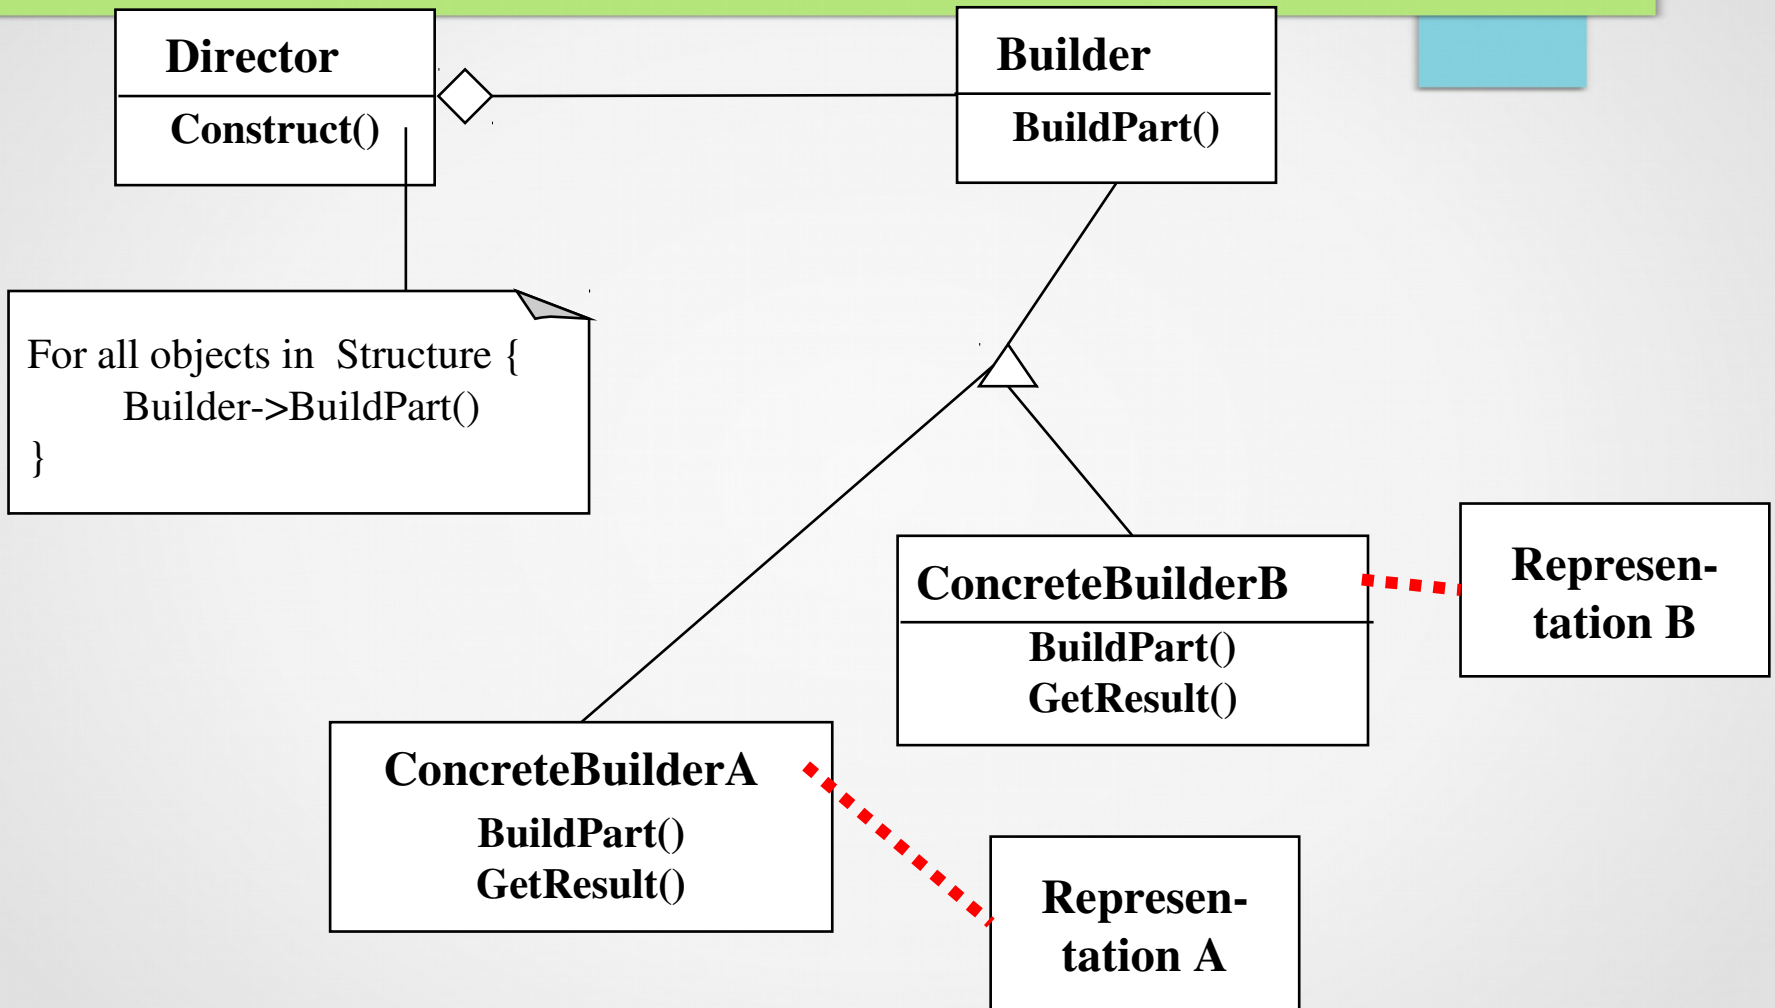 Director
Construct()
Builder
BuildPart()
For all objects in  Structure {
Builder->BuildPart()
}
ConcreteBuilderB
BuildPart()
GetResult()
Represen-
tation B
ConcreteBuilderA
BuildPart()
GetResult()
Represen-
tation A